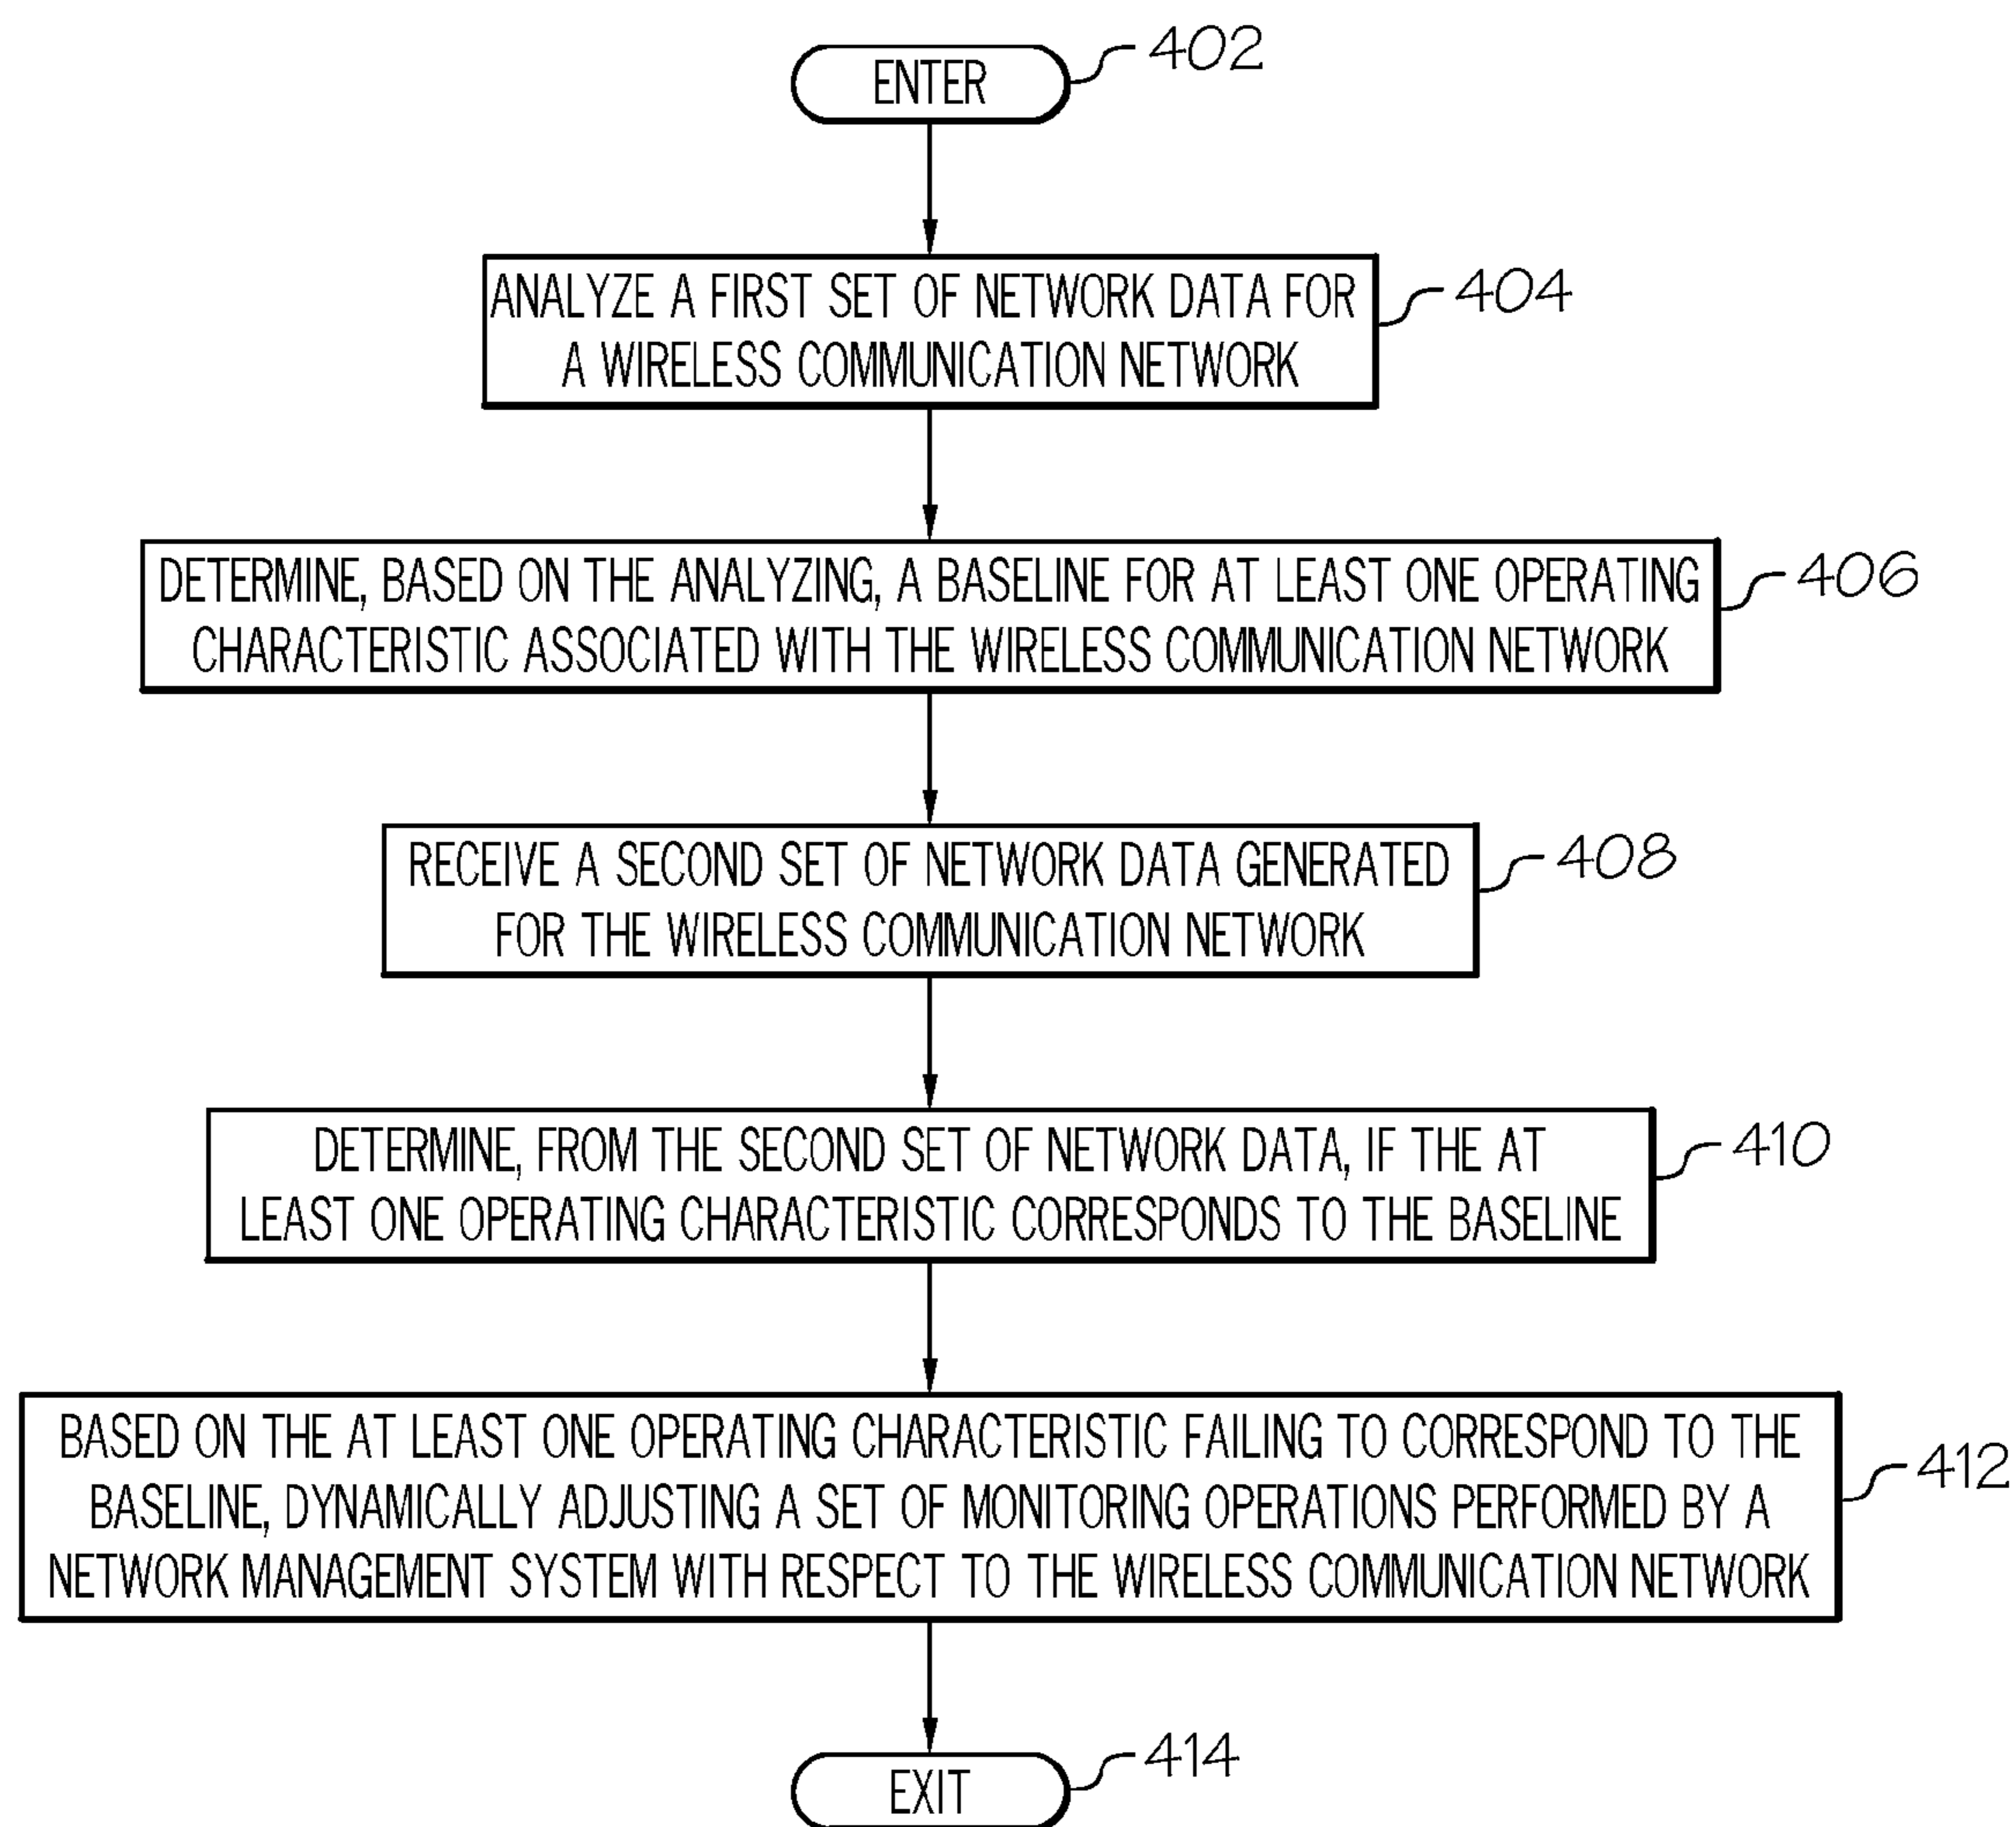 ENTER
402
ANALYZE A FIRST SET OF NETWORK DATA FOR
A WIRELESS COMMUNICATION NETWORK
404
DETERMINE, BASED ON THE ANALYZING, A BASELINE FOR AT LEAST ONE OPERATING
CHARACTERISTIC ASSOCIATED WITH THE WIRELESS COMMUNICATION NETWORK
406
RECEIVE A SECOND SET OF NETWORK DATA GENERATED
FOR THE WIRELESS COMMUNICATION NETWORK
408
DETERMINE, FROM THE SECOND SET OF NETWORK DATA, IF THE AT
LEAST ONE OPERATING CHARACTERISTIC CORRESPONDS TO THE BASELINE
410
BASED ON THE AT LEAST ONE OPERATING CHARACTERISTIC FAILING TO CORRESPOND TO THE
BASELINE, DYNAMICALLY ADJUSTING A SET OF MONITORING OPERATIONS PERFORMED BY A
NETWORK MANAGEMENT SYSTEM WITH RESPECT TO THE WIRELESS COMMUNICATION NETWORK
412
EXIT
414